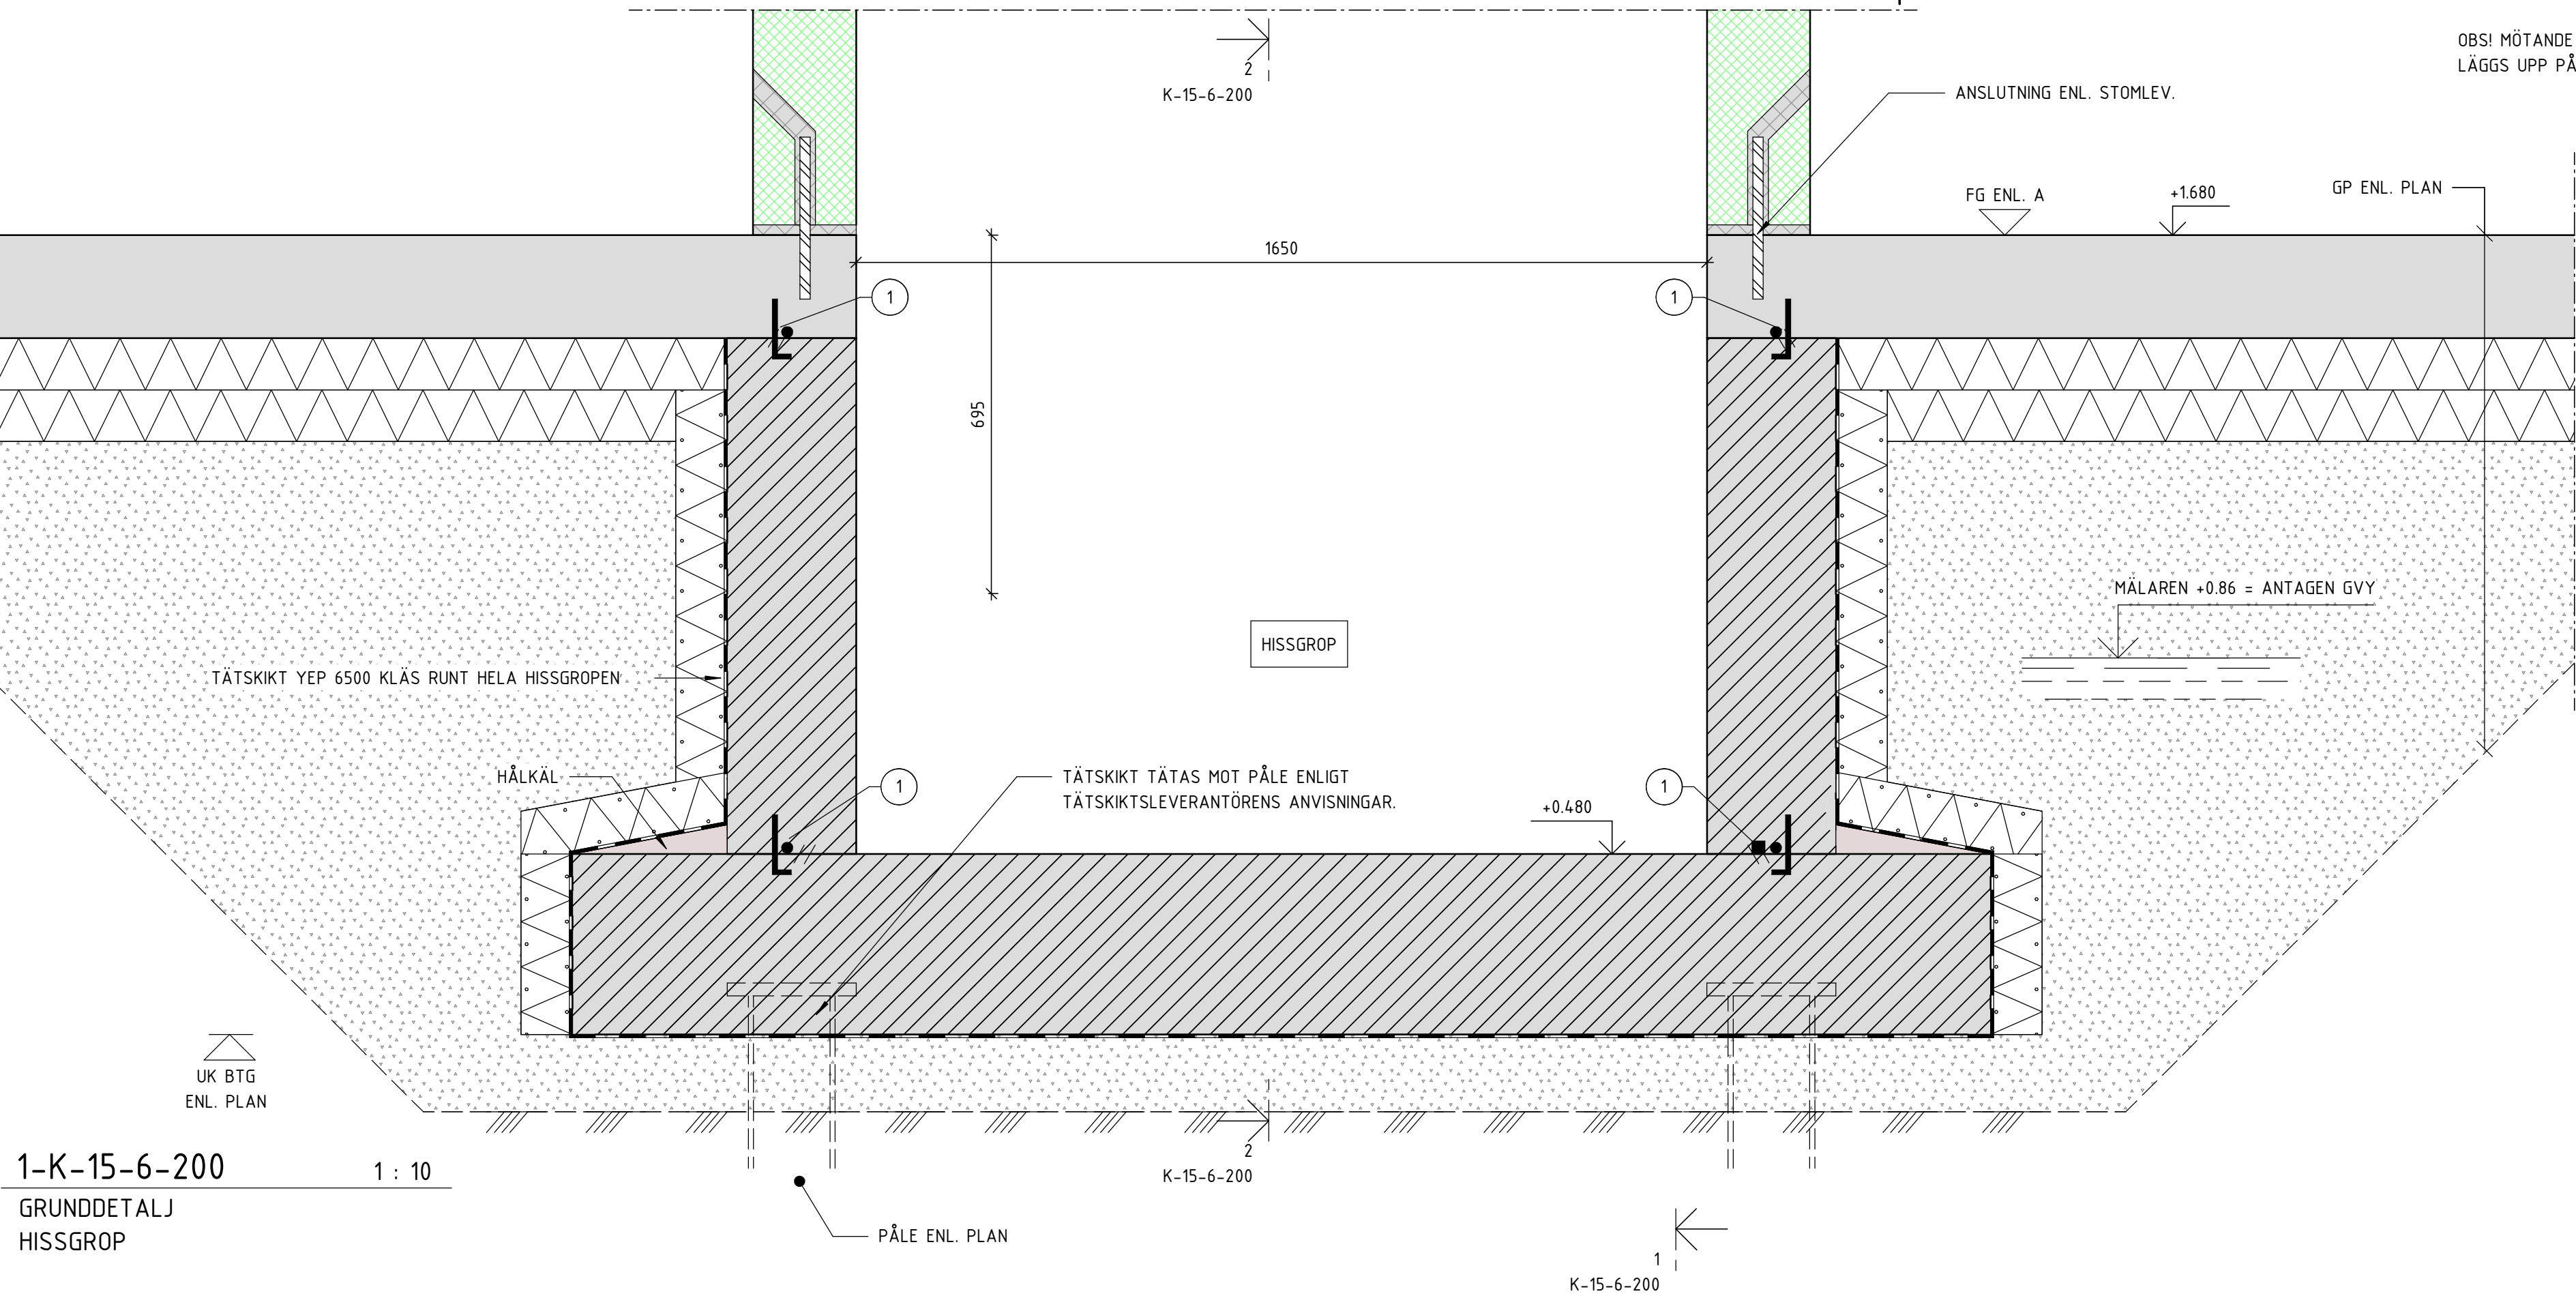 OBS! MÖTANDE
LÄGGS UPP PÅ
2
K-15-6-200
ANSLUTNING ENL. STOMLEV.
FG ENL. A
+1.680
GP ENL. PLAN
1650
1
1
695
MÄLAREN +0.86 = ANTAGEN GVY
HISSGROP
TÄTSKIKT YEP 6500 KLÄS RUNT HELA HISSGROPEN
HÅLKÄL
1
TÄTSKIKT TÄTAS MOT PÅLE ENLIGT
TÄTSKIKTSLEVERANTÖRENS ANVISNINGAR.
1
+0.480
UK BTG
ENL. PLAN
2
K-15-6-200
1-K-15-6-200
1 : 10
GRUNDDETALJ
HISSGROP
PÅLE ENL. PLAN
1
K-15-6-200